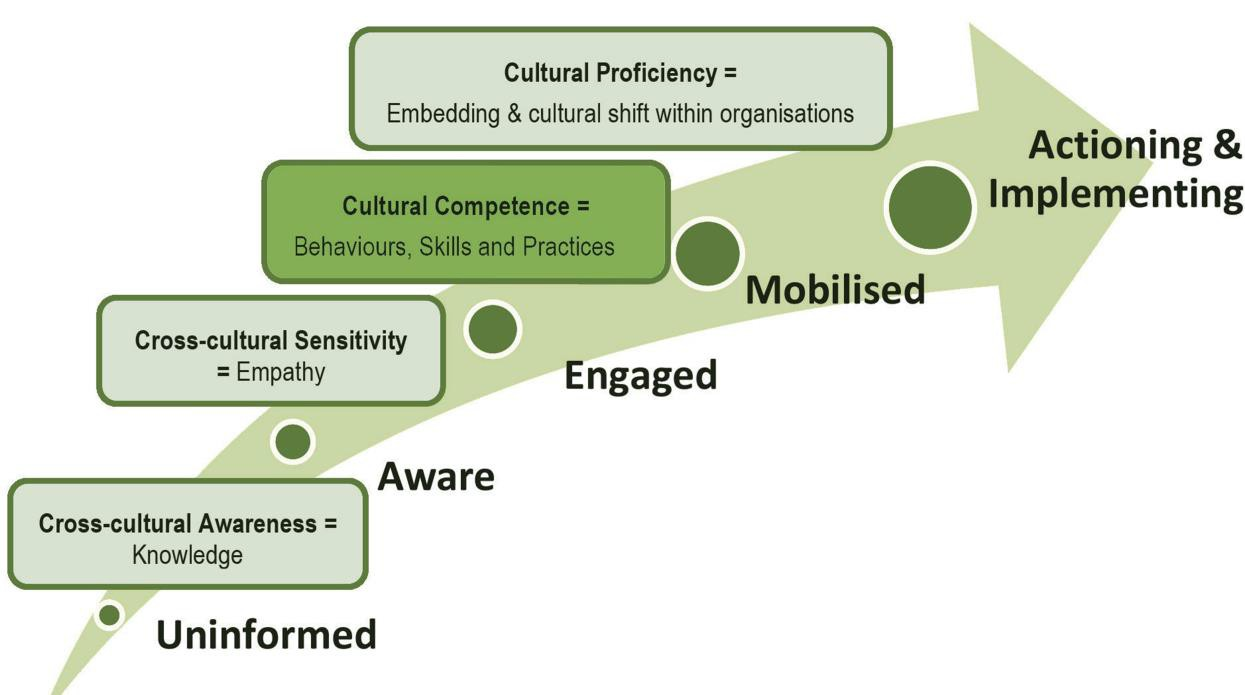 Cultural Proficiency =
Embedding & cultural shift within organisations
Actioning &
Implementing
Cultural Competence =
Behaviours, Skills and Practices
Mobilised
Cross-cultural Sensitivity
= Empathy
Engaged
Aware
Cross-cultural Awareness =
Knowledge
Uninformed